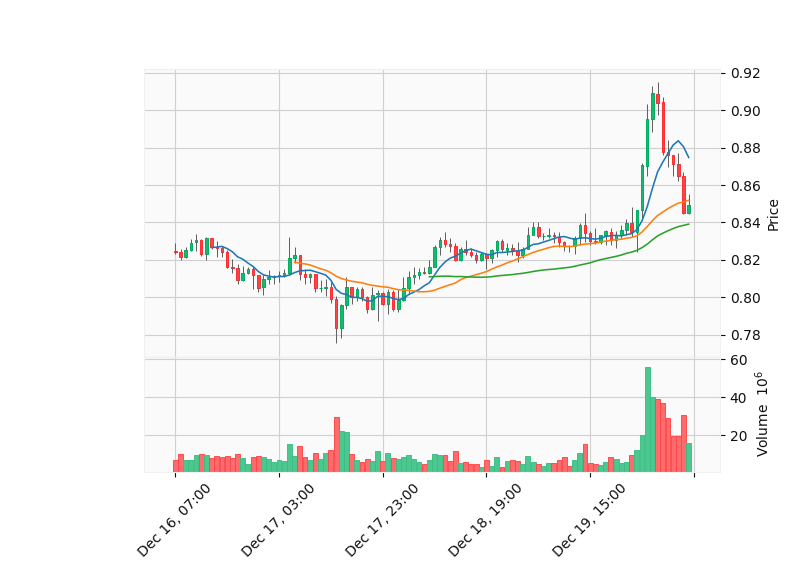 0.92
0.90
0.88
0.86
0.84
0.82
0.80
0.78
Price
60
40
20
Volume 10^6
Dec 16, 07:00
Dec 17, 03:00
Dec 17, 23:00
Dec 18, 19:00
Dec 19, 15:00